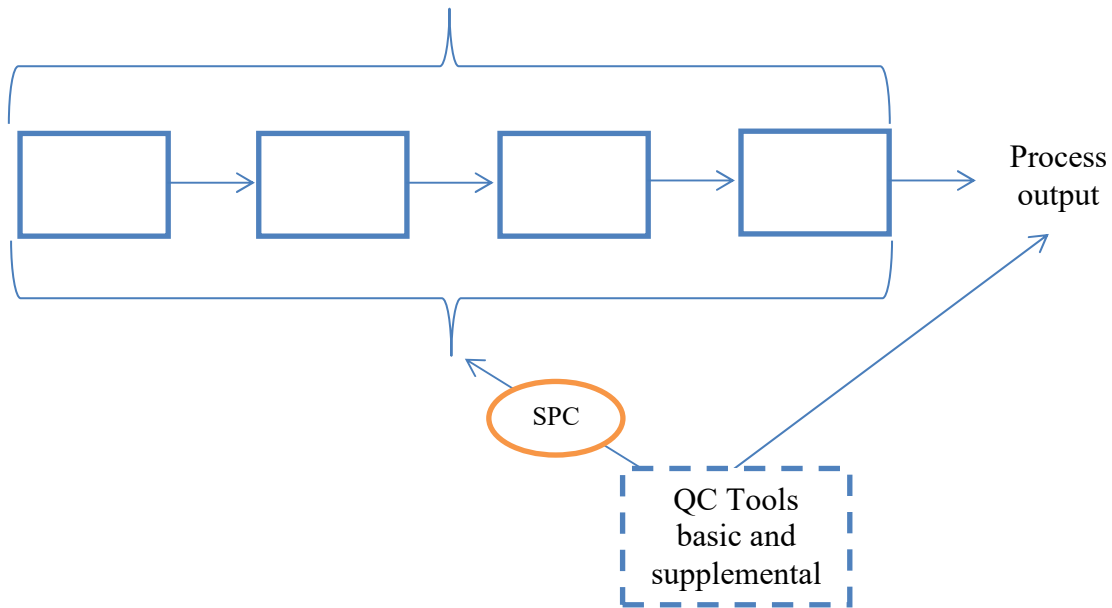 Process
output
SPC
QC Tools
basic and
supplemental